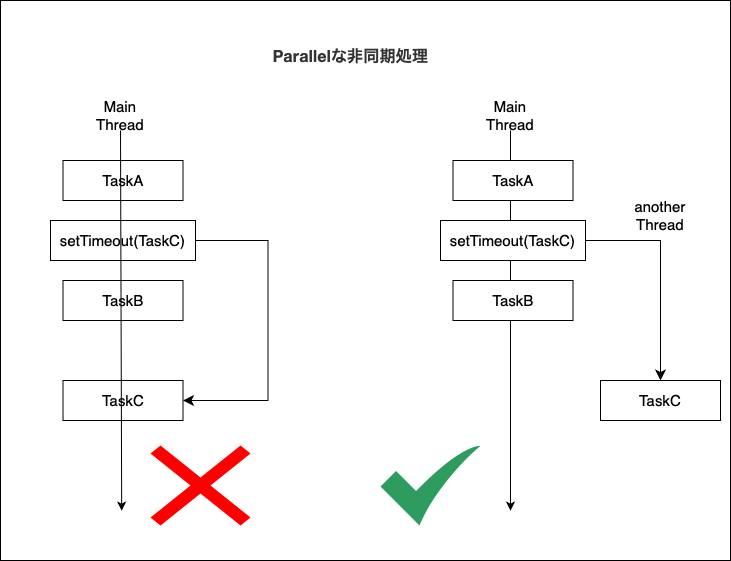 Parallelな非同期処理
Main
Thread
TaskA
setTimeout(TaskC)
TaskB
TaskC
Main
Thread
TaskA
another
Thread
setTimeout(TaskC)
TaskB
TaskC